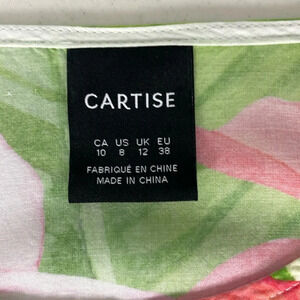 CARTISE
CA US UK EU
10 8 12 38
FABRIQUÉ EN CHINE
MADE IN CHINA